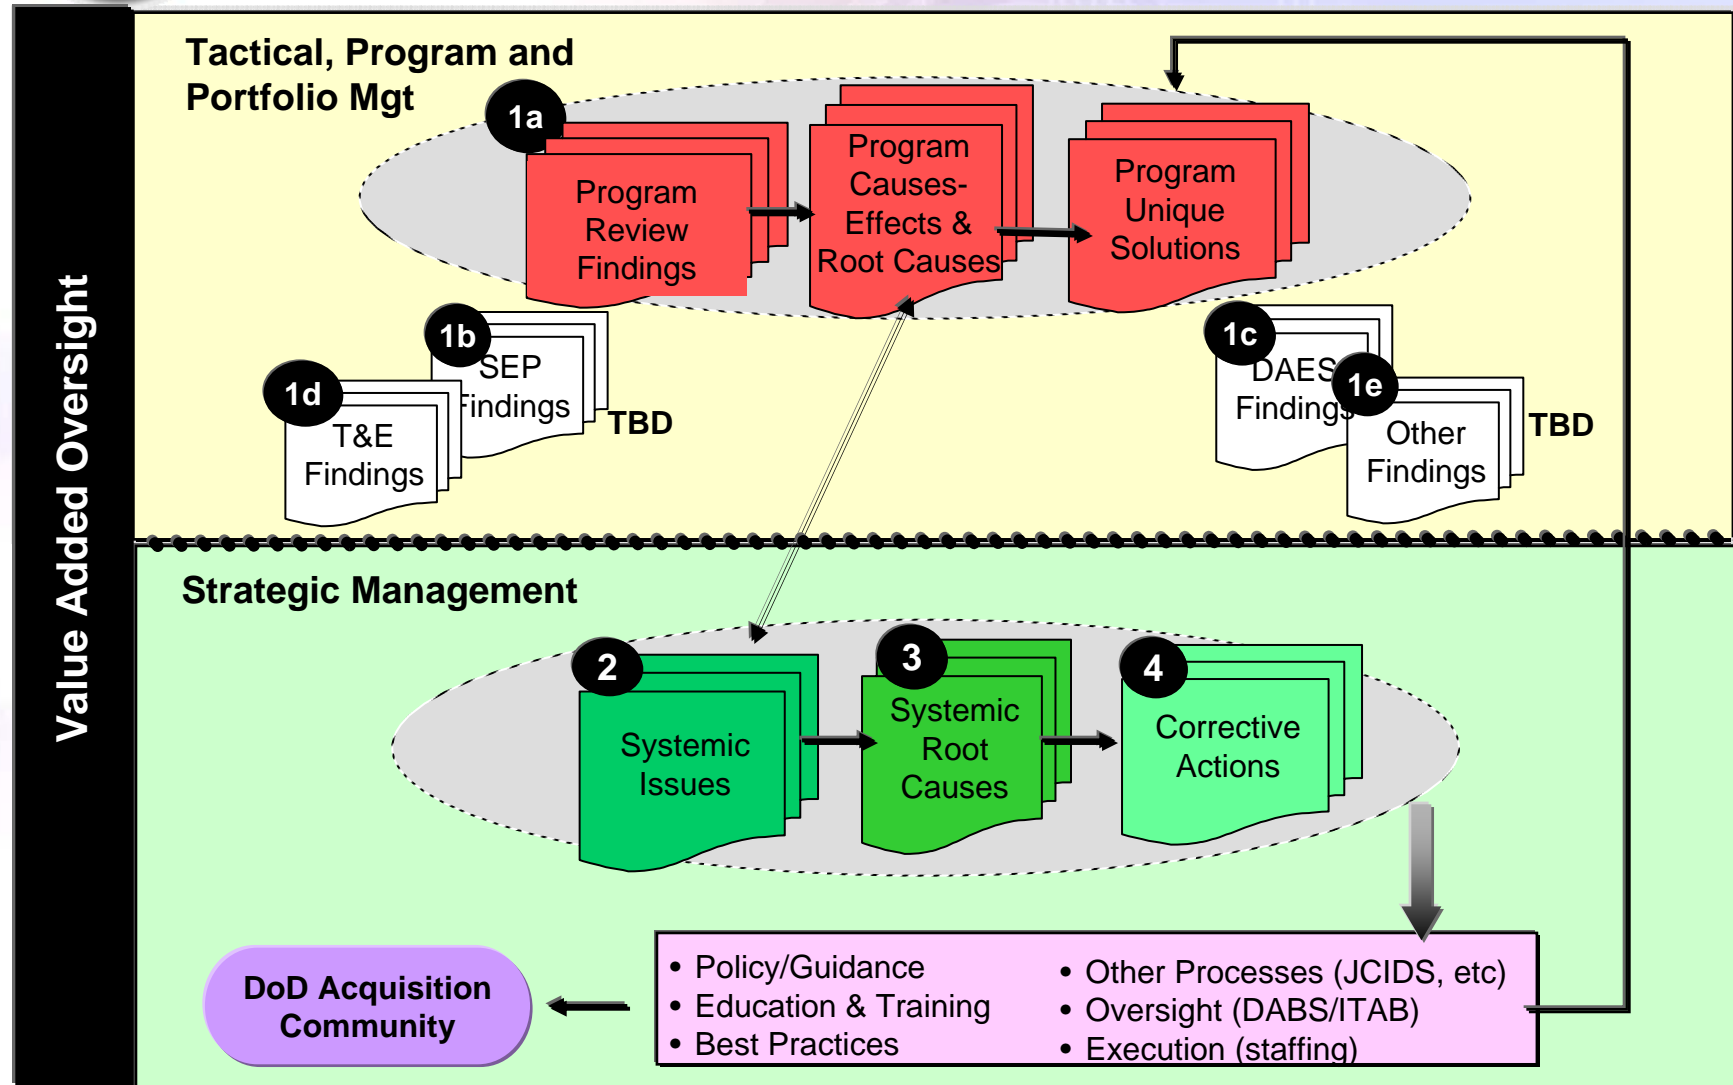 Value Added Oversight
Tactical, Program and
Portfolio Mgt
1a
Program
Review
Findings
Program
Causes-
Effects &
Root Causes
Program
Unique
Solutions
1b
SEP
Findings
TBD
1d
T&E
Findings
1c
DAES
Findings
1e
Other
Findings
TBD
Strategic Management
2
Systemic
Issues
3
Systemic
Root
Causes
4
Corrective
Actions
DoD Acquisition
Community
• Policy/Guidance
• Education & Training
• Best Practices
• Other Processes (JCIDS, etc)
• Oversight (DABS/ITAB)
• Execution (staffing)